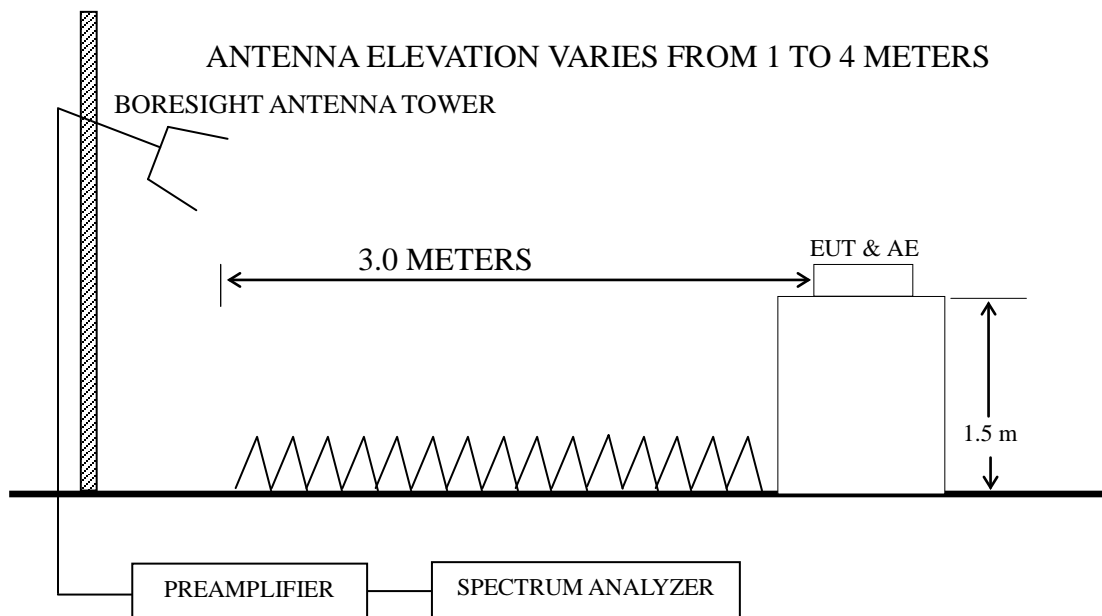 ANTENNA ELEVATION VARIES FROM 1 TO 4 METERS
BORESIGHT ANTENNA TOWER
3.0 METERS
EUT & AE
1.5 m
PREAMPLIFIER
SPECTRUM ANALYZER